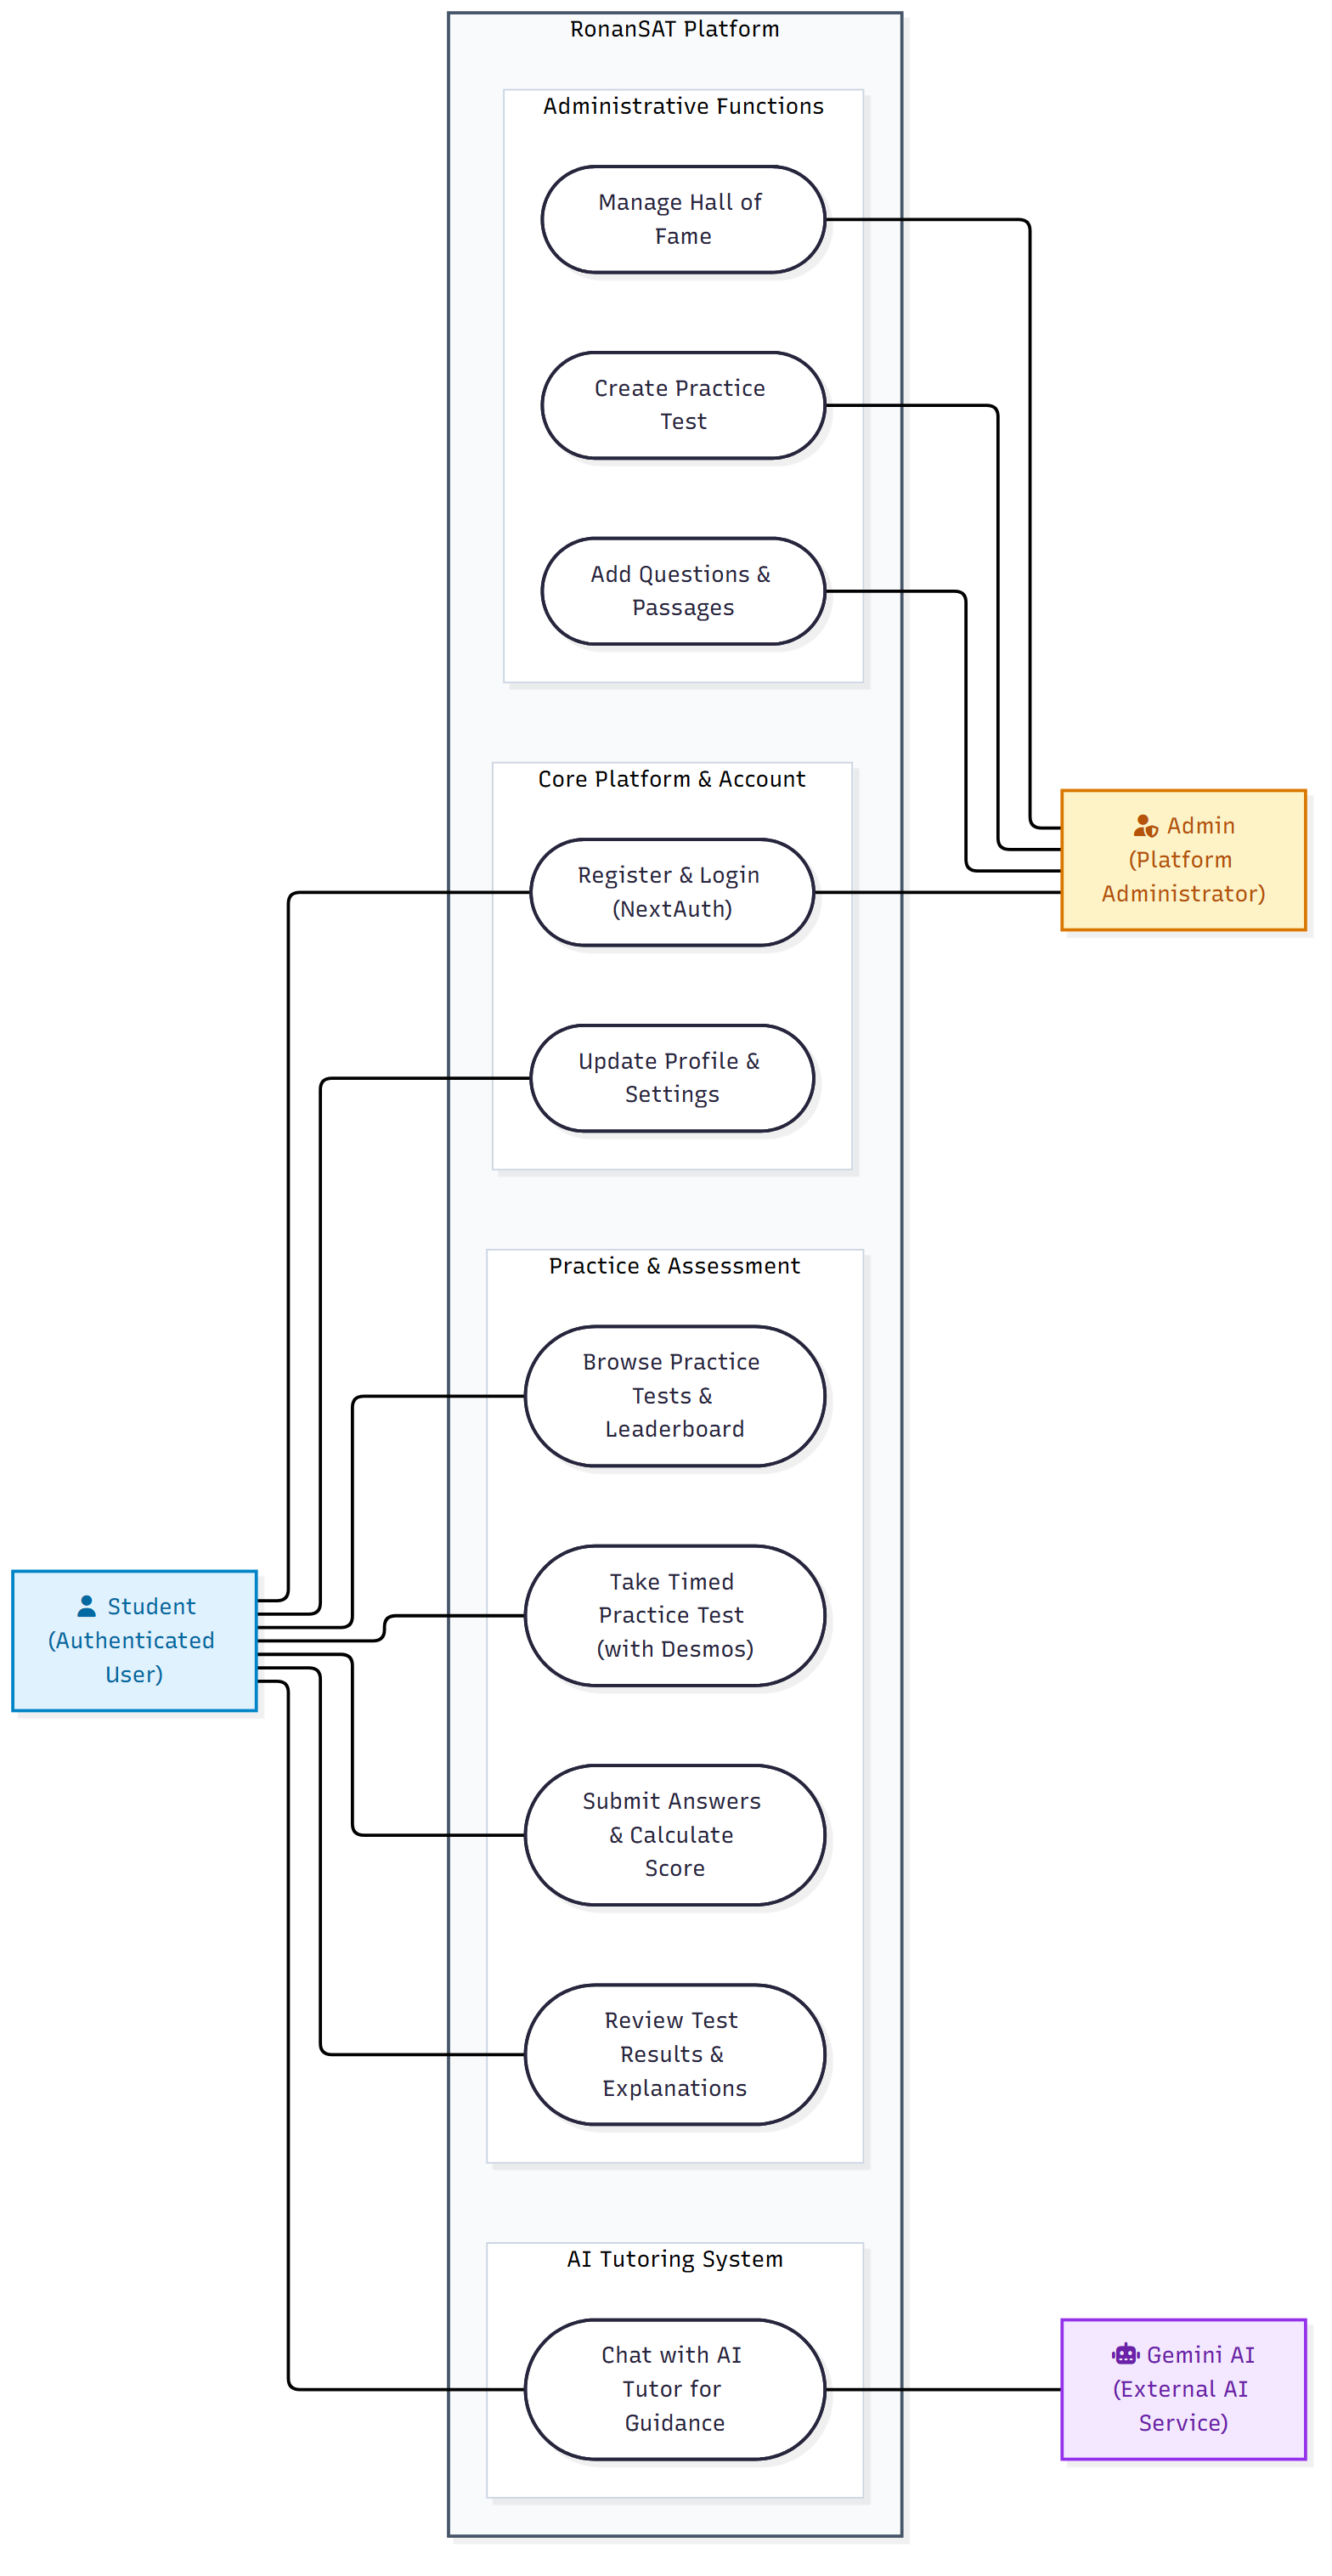 RonanSAT Platform
Administrative Functions
Manage Hall of
Fame
Create Practice
Test
Add Questions &
Passages
Core Platform & Account
Register & Login
(NextAuth)
Update Profile &
Settings
Admin
(Platform
Administrator)
Practice & Assessment
Browse Practice
Tests &
Leaderboard
Take Timed
Practice Test
(with Desmos)
Submit Answers
& Calculate
Score
Review Test
Results &
Explanations
Student
(Authenticated
User)
AI Tutoring System
Chat with AI
Tutor for
Guidance
Gemini AI
(External AI
Service)